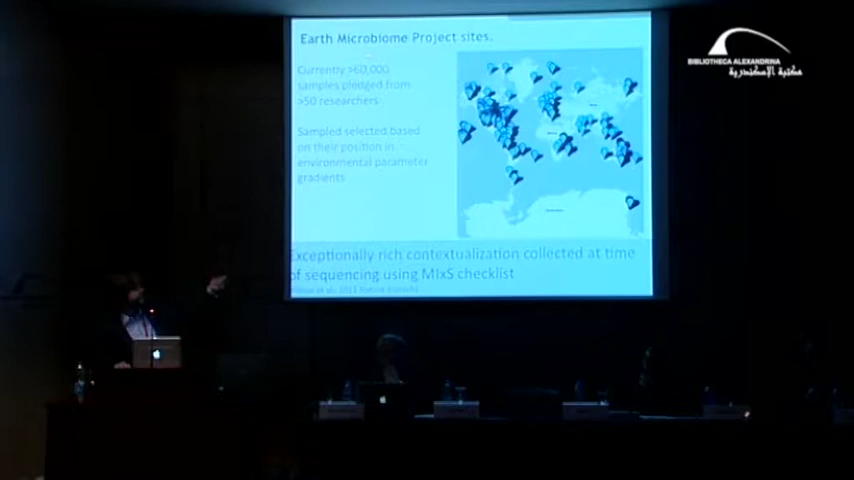 Earth Microbiome Project sites.
Currently >60,000
samples pledged from
>50 researchers
Sampled selected based
on their position in
environmental parameter
gradients
Exceptionally rich contextualization collected at time
of sequencing using MIxS checklist
BIBLIOTHECA ALEXANDRINA
مكتبة الإسكندرية